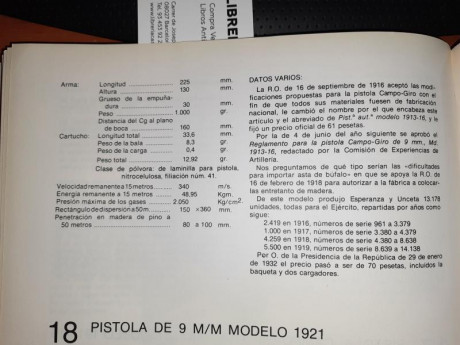 Carrer de Josep
08027 Barcelon
Tel. 93 453 92 2
LIBRE
Compra Ve
Libros Anti
Arma: Longitud ............ 225 mm.
Altura ............ 130 mm.
Grueso de la empuña-
dura ............ 30 mm.
Peso ............ 1.000 gr.
Distancia del Cg al plano
de boca ............ 160 mm.
Cartucho: Longitud total ...... 33,6 mm.
Peso de la bala ...... 8,3 gr.
Peso de la carga ...... 0,4 gr.
Peso total ............ 12,92 gr.
Clase de pólvora: de laminilla para pistola,
nitrocelulosa, filiación núm. 41.
Velocidad remanente a 15 metros ... 340 m/s.
Energía remanente a 15 metros ... 48,95 Kgm.
Presión máxima de los gases ...... 2.050 Kg/cm².
Rectángulo de dispersión a 50 m. ... 150 × 360 mm.
Penetración en madera de pino a
50 metros ............ 80 a 100 mm.
DATOS VARIOS:
La R.O. de 16 de septiembre de 1916 aceptó las modi-
ficaciones propuestas para la pistola Campo-Giro con el
fin de que todos sus materiales fuesen de fabricación
nacional, le cambió el nombre por el que encabeza este
artículo y el abreviado de Pist.ª aut.ª modelo 1913-16, y le
fijó un precio oficial de 61 pesetas.
Por la de 4 de junio del año siguiente se aprobó el
Reglamento para la pistola Campo-Giro de 9 mm., Md.
1913-16, redactado por la Comisión de Experiencias de
Artillería.
Nos preguntamos de qué tipo serían las «dificultades
para importar asta de búfalo» en que se apoya la R.O. de
16 de febrero de 1918 para autorizar a la fábrica a colocar-
las entretanto de madera.
De este modelo produjo Esperanza y Unceta 13.178
unidades, todas para el Ejército, repartidas por años como
sigue:
2.419 en 1916, números de serie 961 a 3.379
1.000 en 1917, números de serie 3.380 a 4.379
4.259 en 1918, números de serie 4.380 a 8.638
5.500 en 1919, números de serie 8.639 a 14.138
Por O. de la Presidencia de la República de 29 de enero
de 1932 el precio pasó a ser de 70 pesetas, incluidos la
baqueta y dos cargadores.
18 PISTOLA DE 9 M/M MODELO 1921